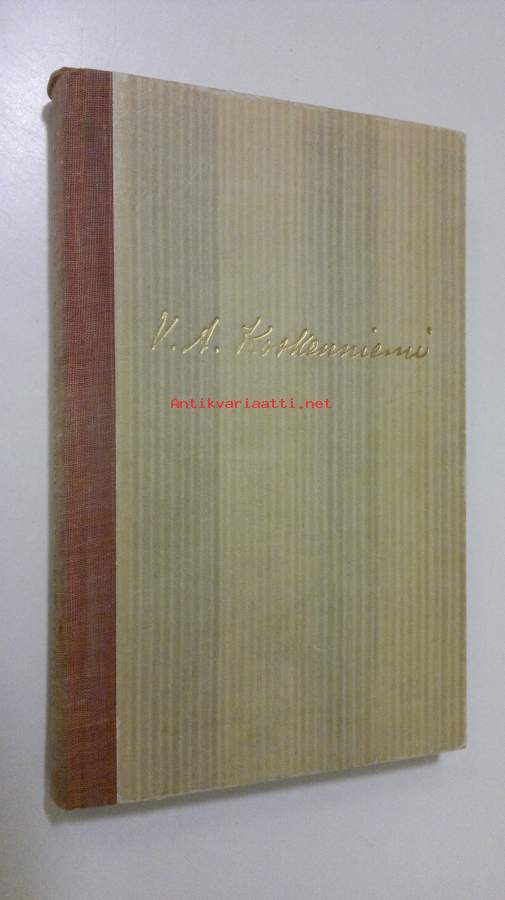 V. A. Koskenniemi
Antikvariaatti.net